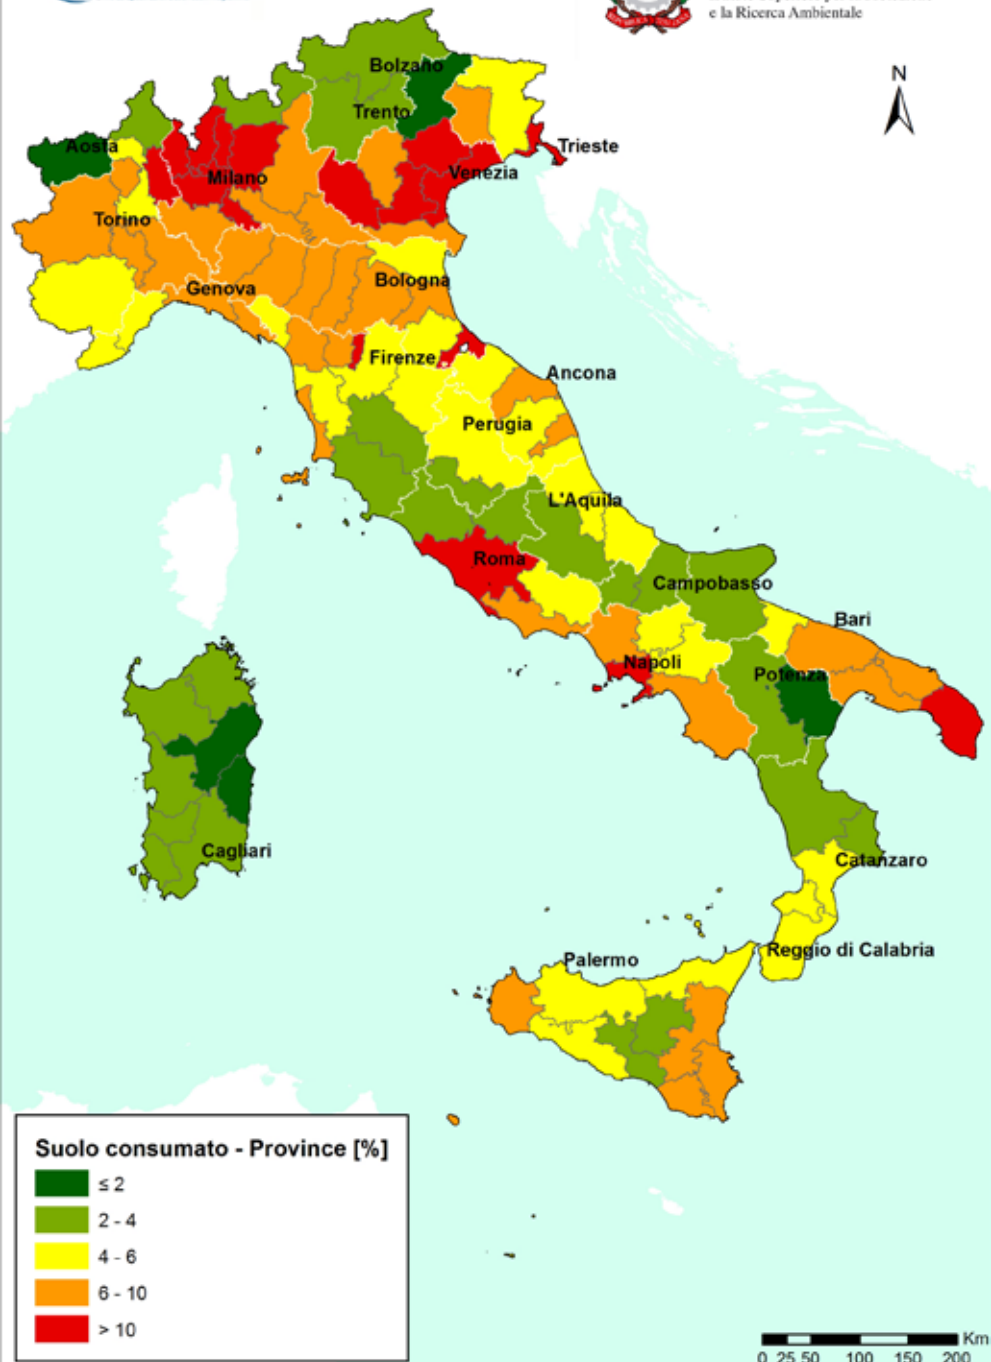 e la Ricerca Ambientale
N
Bolzano
Trento
Aosta
Trieste
Venezia
Milano
Torino
Bologna
Genova
Firenze
Ancona
Perugia
L'Aquila
Roma
Campobasso
Bari
Napoli
Potenza
Cagliari
Catanzaro
Reggio di Calabria
Palermo
Suolo consumato - Province [%]
≤ 2
2 - 4
4 - 6
6 - 10
> 10
Km
0 25 50 100 150 200